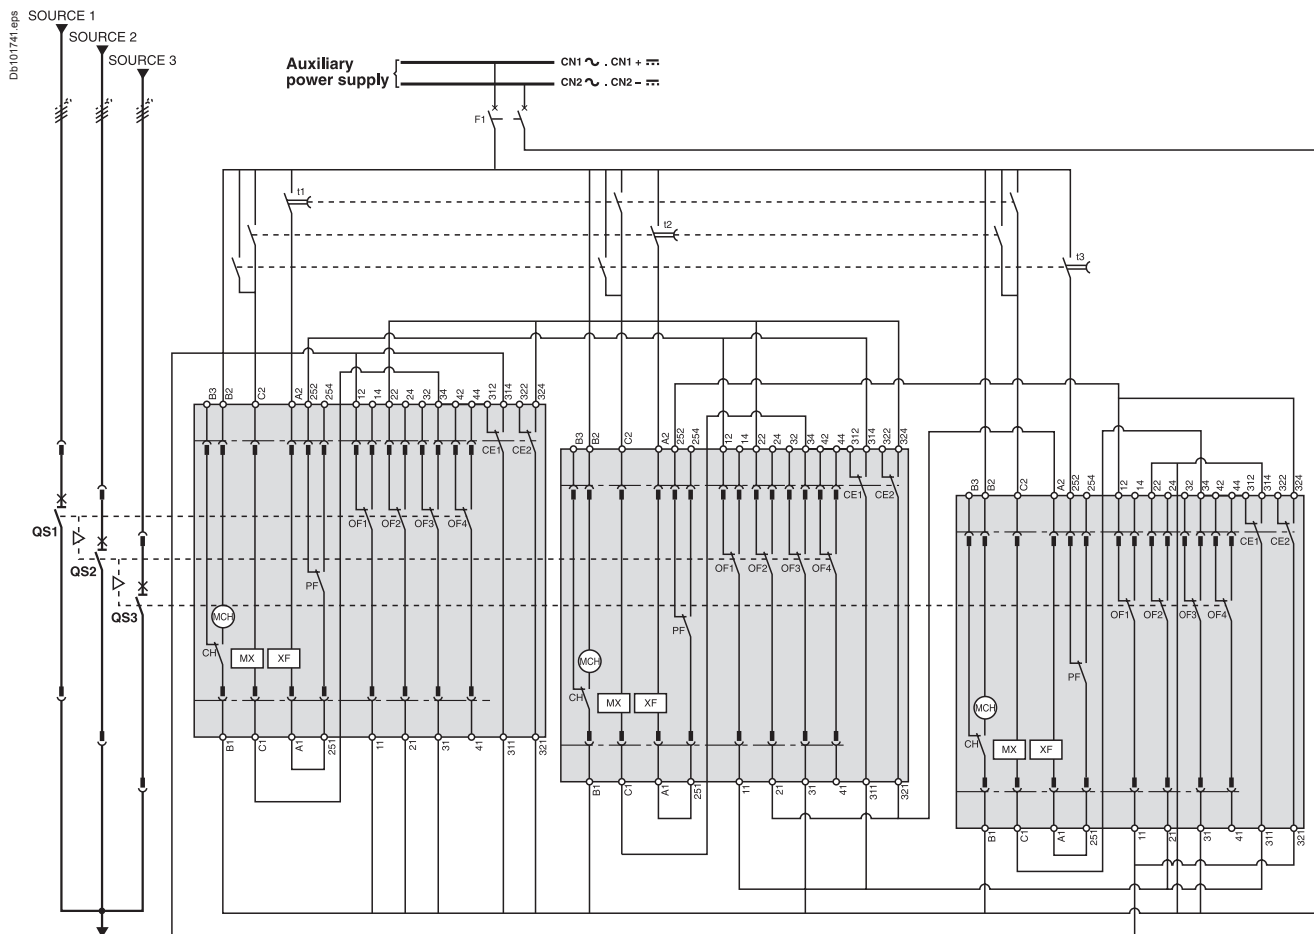 Db101741.eps
SOURCE 1
SOURCE 2
SOURCE 3
Auxiliary
power supply
CN1 ∿ . CN1 + ⎓
CN2 ∿ . CN2 – ⎓
F1
t1
t2
t3
B3 B2 C2 A2 252 254 12 14 22 24 32 34 42 44 312 314 322 324
CE1 CE2
OF1 OF2 OF3 OF4
PF
MCH
CH
MX XF
B1 C1 A1 251 11 21 31 41 311 321
B3 B2 C2 A2 252 254 12 14 22 24 32 34 42 44 312 314 322 324
CE1 CE2
OF1 OF2 OF3 OF4
PF
MCH
CH
MX XF
B1 C1 A1 251 11 21 31 41 311 321
B3 B2 C2 A2 252 254 12 14 22 24 32 34 42 44 312 314 322 324
CE1 CE2
OF1 OF2 OF3 OF4
PF
MCH
CH
MX XF
B1 C1 A1 251 11 21 31 41 311 321
QS1
QS2
QS3